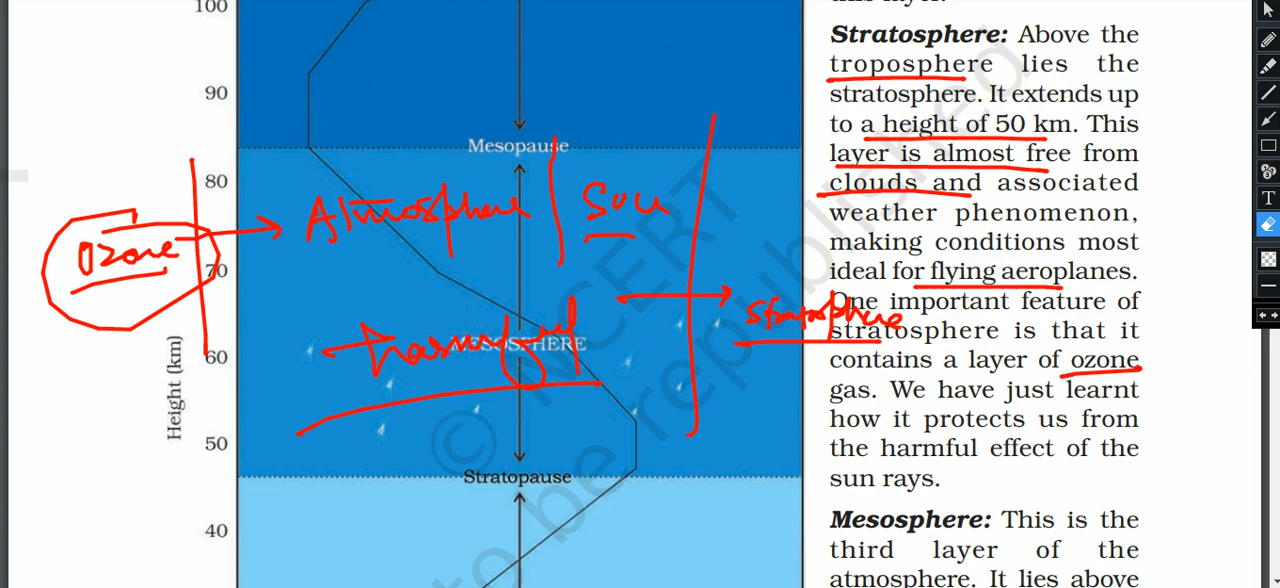 100
90
Mesopause
80
Atmosphere
Ozone
70
Stratosphere
MESOSPHERE
60
Height (km)
50
Stratopause
40
© NCERT
to be republished
Stratosphere: Above the
troposphere lies the
stratosphere. It extends up
to a height of 50 km. This
layer is almost free from
clouds and associated
weather phenomenon,
making conditions most
ideal for flying aeroplanes.
One important feature of
stratosphere is that it
contains a layer of ozone
gas. We have just learnt
how it protects us from
the harmful effect of the
sun rays.
Mesosphere: This is the
third layer of the
atmosphere. It lies above
T